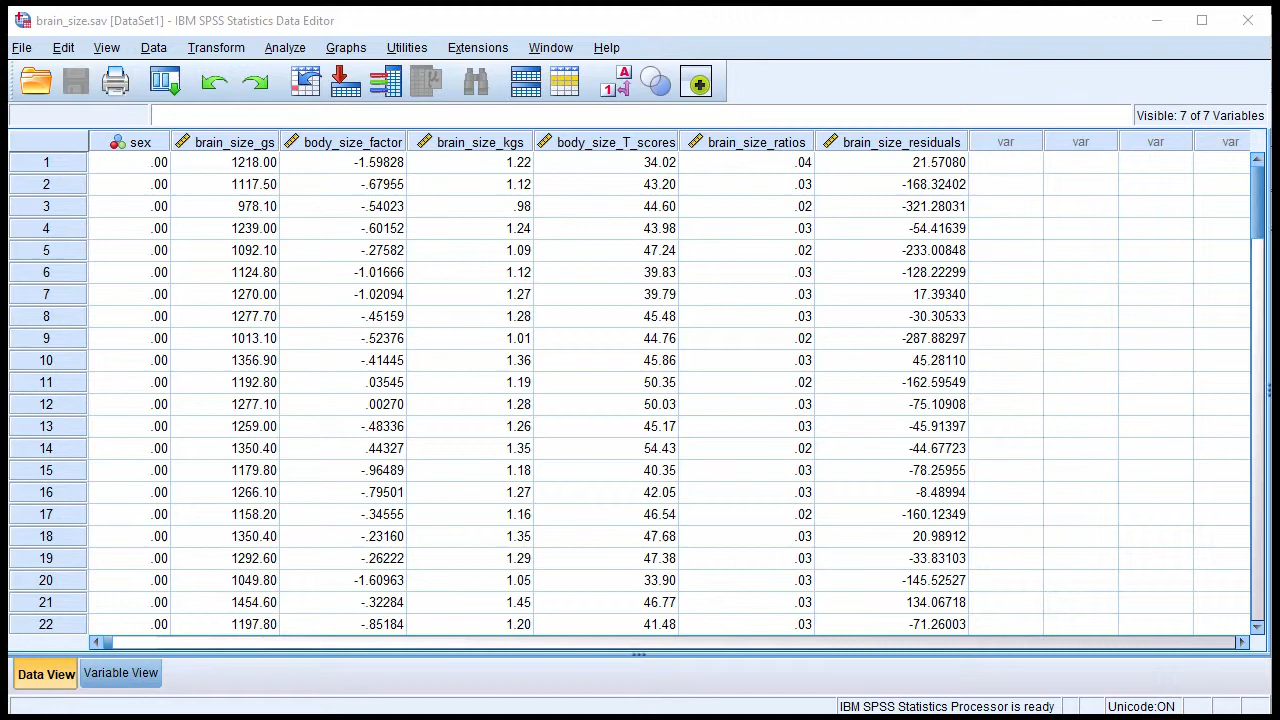 brain_size.sav [DataSet1] - IBM SPSS Statistics Data Editor
File Edit View Data Transform Analyze Graphs Utilities Extensions Window Help
Visible: 7 of 7 Variables
sex brain_size_gs body_size_factor brain_size_kgs body_size_T_scores brain_size_ratios brain_size_residuals var var var var
1 .00 1218.00 -1.59828 1.22 34.02 .04 21.57080
2 .00 1117.50 -.67955 1.12 43.20 .03 -168.32402
3 .00 978.10 -.54023 .98 44.60 .02 -321.28031
4 .00 1239.00 -.60152 1.24 43.98 .03 -54.41639
5 .00 1092.10 -.27582 1.09 47.24 .02 -233.00848
6 .00 1124.80 -1.01666 1.12 39.83 .03 -128.22299
7 .00 1270.00 -1.02094 1.27 39.79 .03 17.39340
8 .00 1277.70 -.45159 1.28 45.48 .03 -30.30533
9 .00 1013.10 -.52376 1.01 44.76 .02 -287.88297
10 .00 1356.90 -.41445 1.36 45.86 .03 45.28110
11 .00 1192.80 .03545 1.19 50.35 .02 -162.59549
12 .00 1277.10 .00270 1.28 50.03 .03 -75.10908
13 .00 1259.00 -.48336 1.26 45.17 .03 -45.91397
14 .00 1350.40 .44327 1.35 54.43 .02 -44.67723
15 .00 1179.80 -.96489 1.18 40.35 .03 -78.25955
16 .00 1266.10 -.79501 1.27 42.05 .03 -8.48994
17 .00 1158.20 -.34555 1.16 46.54 .02 -160.12349
18 .00 1350.40 -.23160 1.35 47.68 .03 20.98912
19 .00 1292.60 -.26222 1.29 47.38 .03 -33.83103
20 .00 1049.80 -1.60963 1.05 33.90 .03 -145.52527
21 .00 1454.60 -.32284 1.45 46.77 .03 134.06718
22 .00 1197.80 -.85184 1.20 41.48 .03 -71.26003
Data View Variable View
IBM SPSS Statistics Processor is ready Unicode:ON